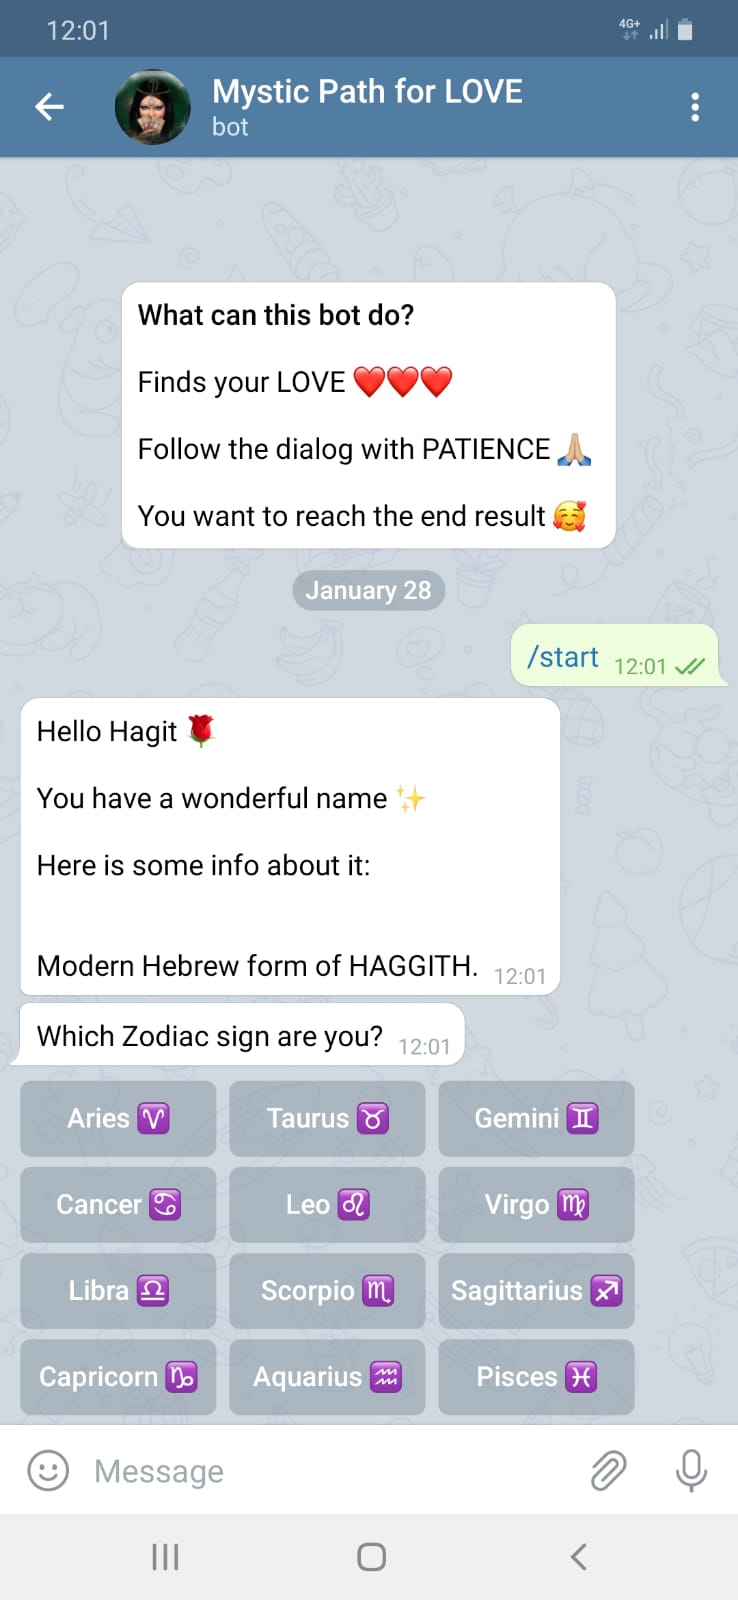 12:01
4G+
Mystic Path for LOVE
bot
What can this bot do?
Finds your LOVE ❤️❤️❤️
Follow the dialog with PATIENCE 🙏🏼
You want to reach the end result 🥰
January 28
/start 12:01
Hello Hagit 🌹
You have a wonderful name ✨
Here is some info about it:
Modern Hebrew form of HAGGITH. 12:01
Which Zodiac sign are you? 12:01
Aries ♈ Taurus ♉ Gemini ♊
Cancer ♋ Leo ♌ Virgo ♍
Libra ♎ Scorpio ♏ Sagittarius ♐
Capricorn ♑ Aquarius ♒ Pisces ♓
Message